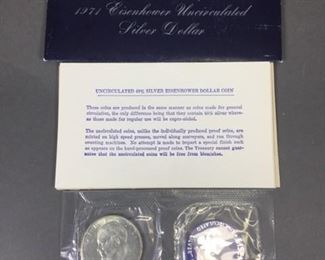 1971 Eisenhower Uncirculated
Silver Dollar
UNCIRCULATED 40% SILVER EISENHOWER DOLLAR COIN
These coins are produced in the same manner as coins made for general
circulation, the only difference being that they contain 40% silver where-
as those made for regular use will be cupro-nickel.
The uncirculated coins, unlike the individually produced proof coins, are
minted on high speed presses, moved along conveyors, and run through
counting machines. No attempt is made to impart a special finish such
as appears on the hand-processed proof coins. The Treasury cannot guar-
antee that the uncirculated coins will be free from blemishes.